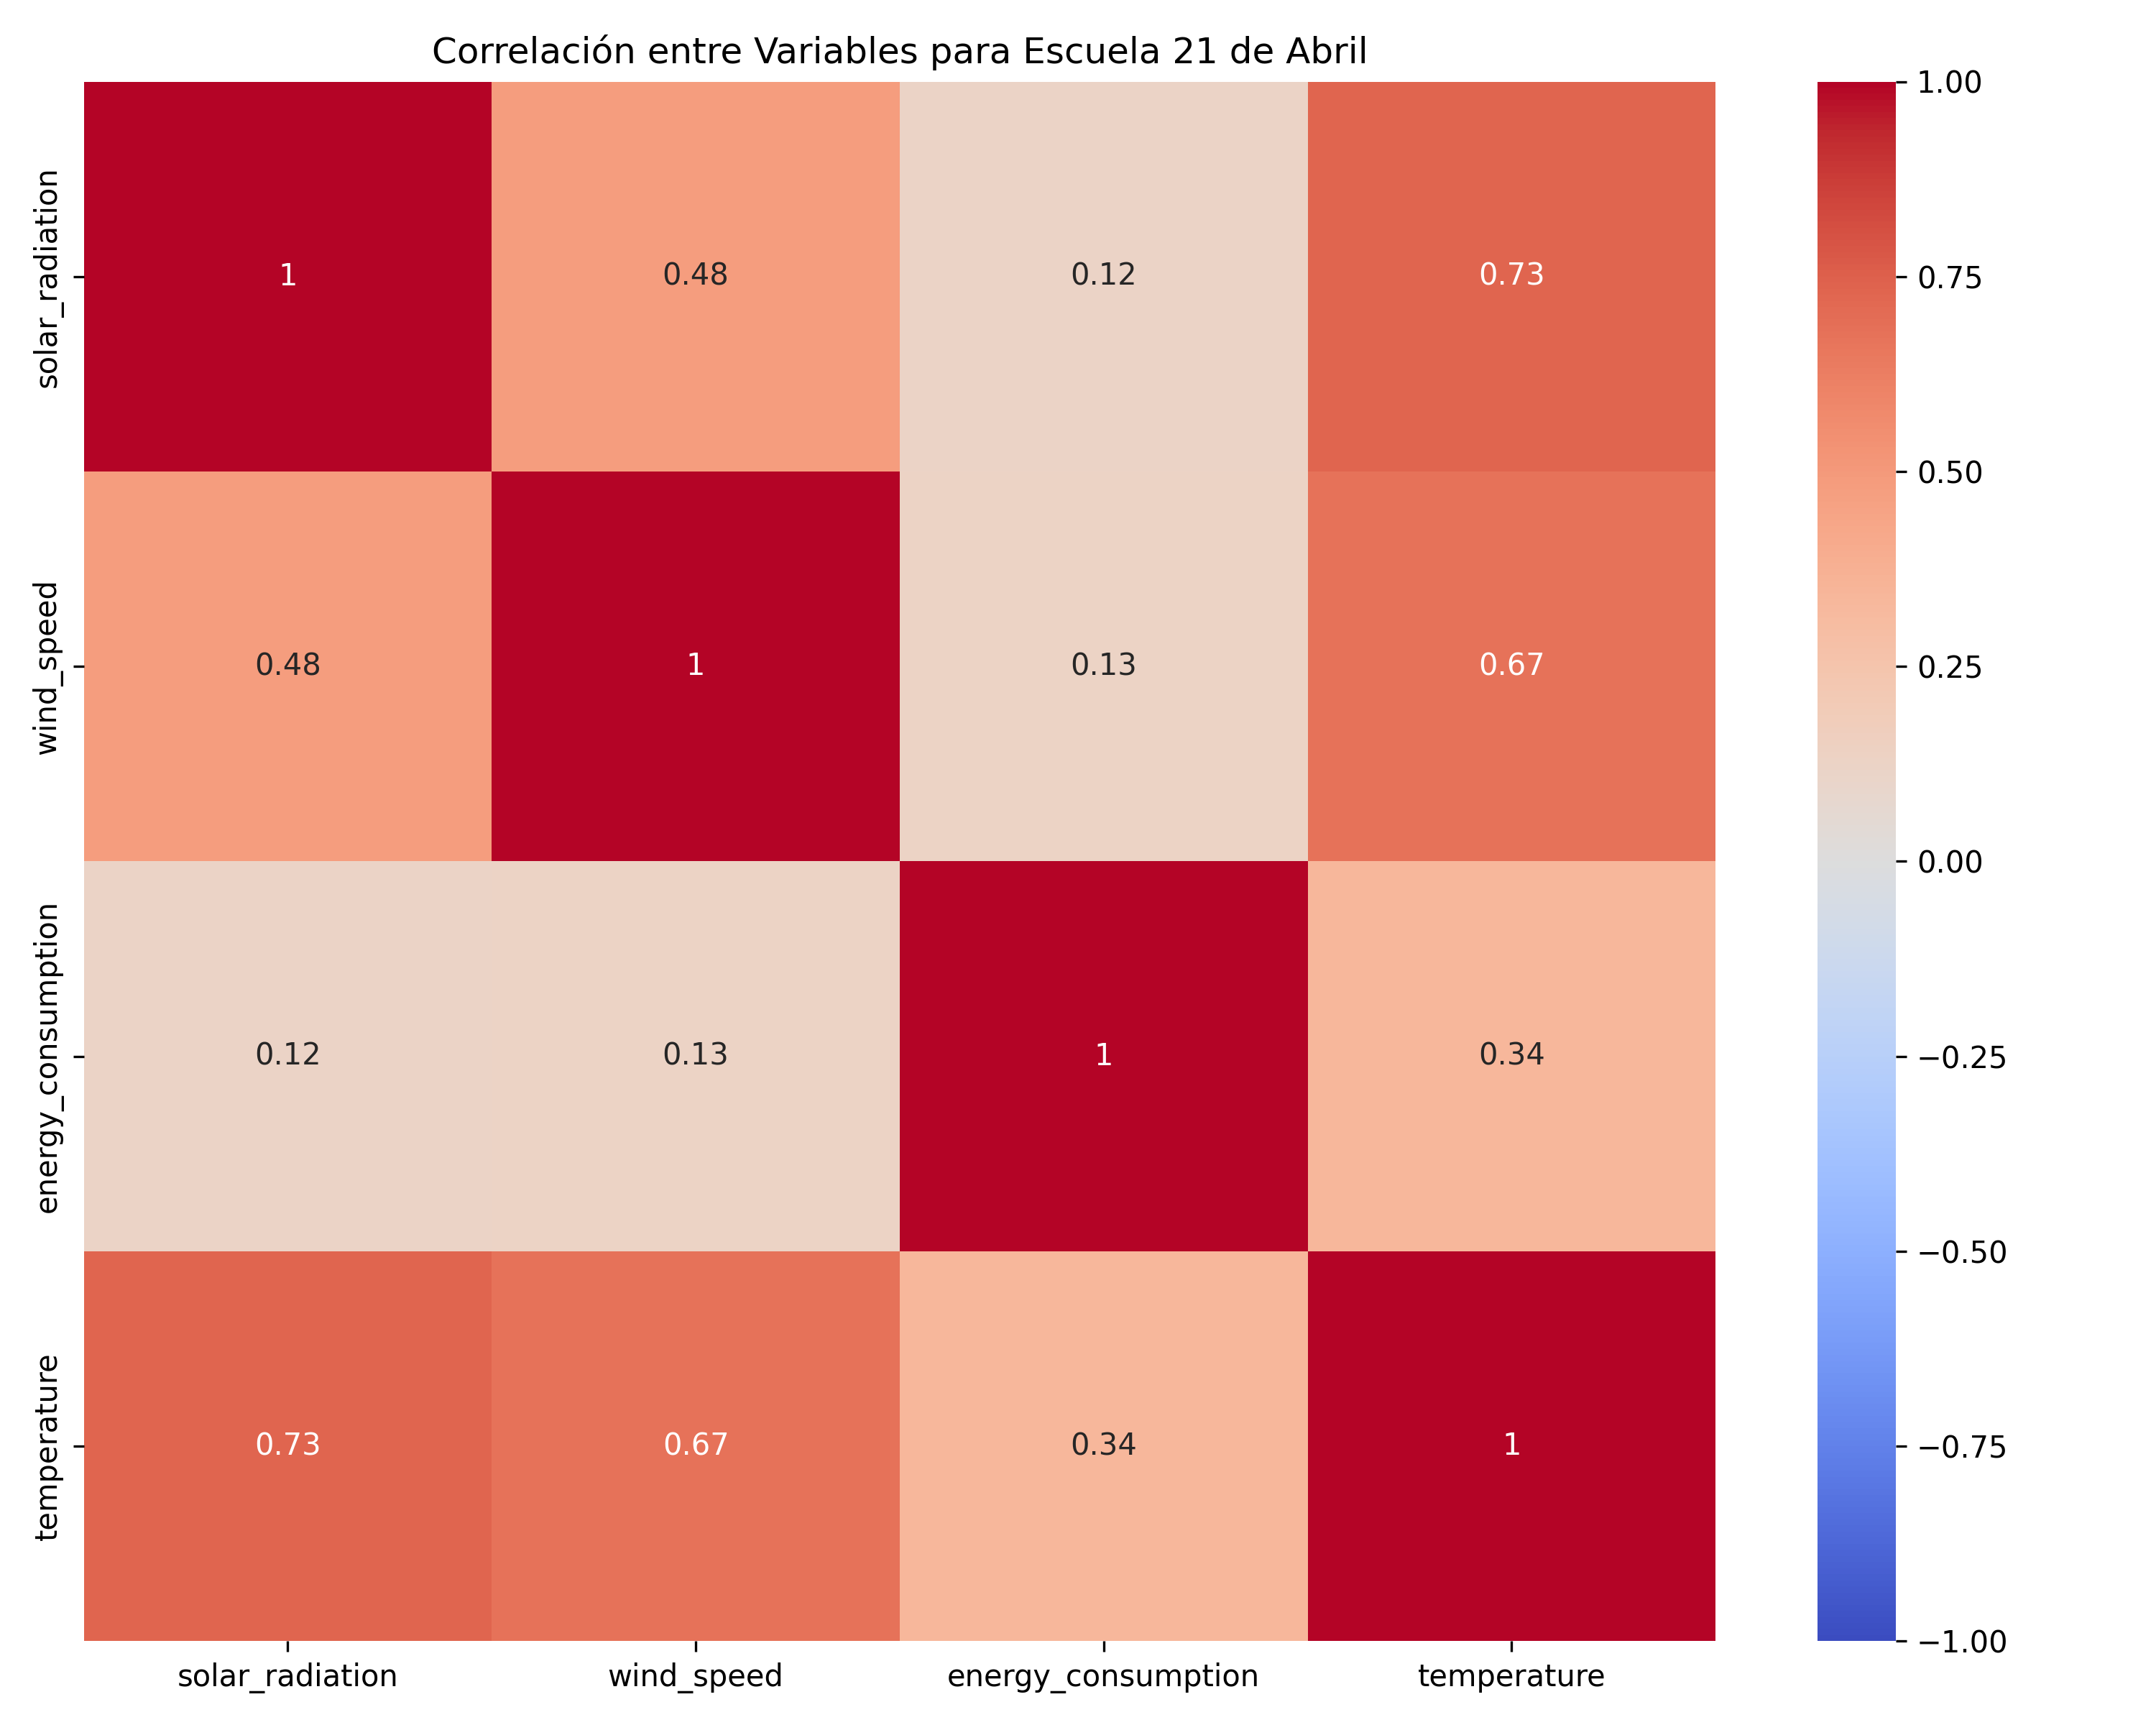 Correlación entre Variables para Escuela 21 de Abril
solar_radiation
1
0.48
0.12
0.73
wind_speed
0.48
1
0.13
0.67
energy_consumption
0.12
0.13
1
0.34
temperature
0.73
0.67
0.34
1
solar_radiation
wind_speed
energy_consumption
temperature
1.00
0.75
0.50
0.25
0.00
−0.25
−0.50
−0.75
−1.00